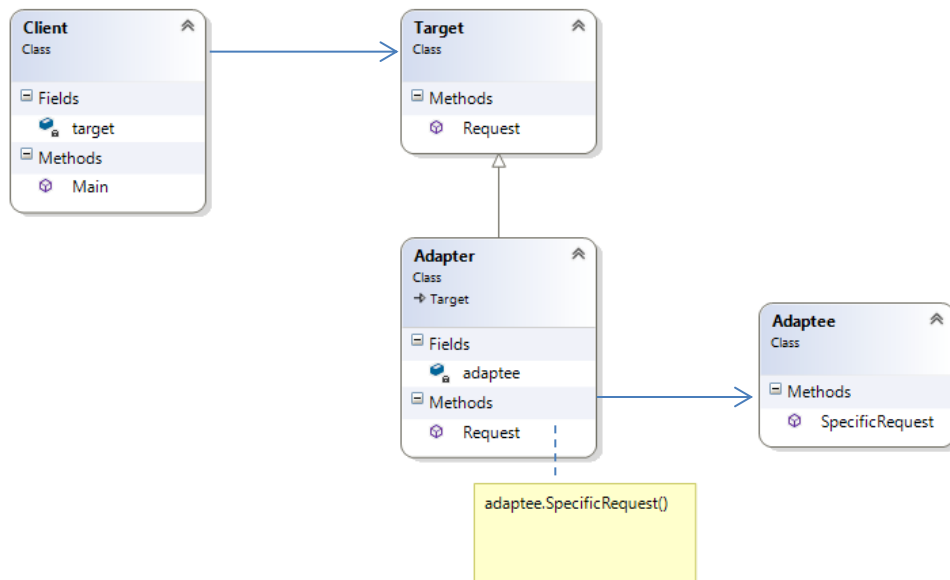 Client
Class
Fields
target
Methods
Main
Target
Class
Methods
Request
Adapter
Class
Target
Fields
adaptee
Methods
Request
adaptee.SpecificRequest()
Adaptee
Class
Methods
SpecificRequest